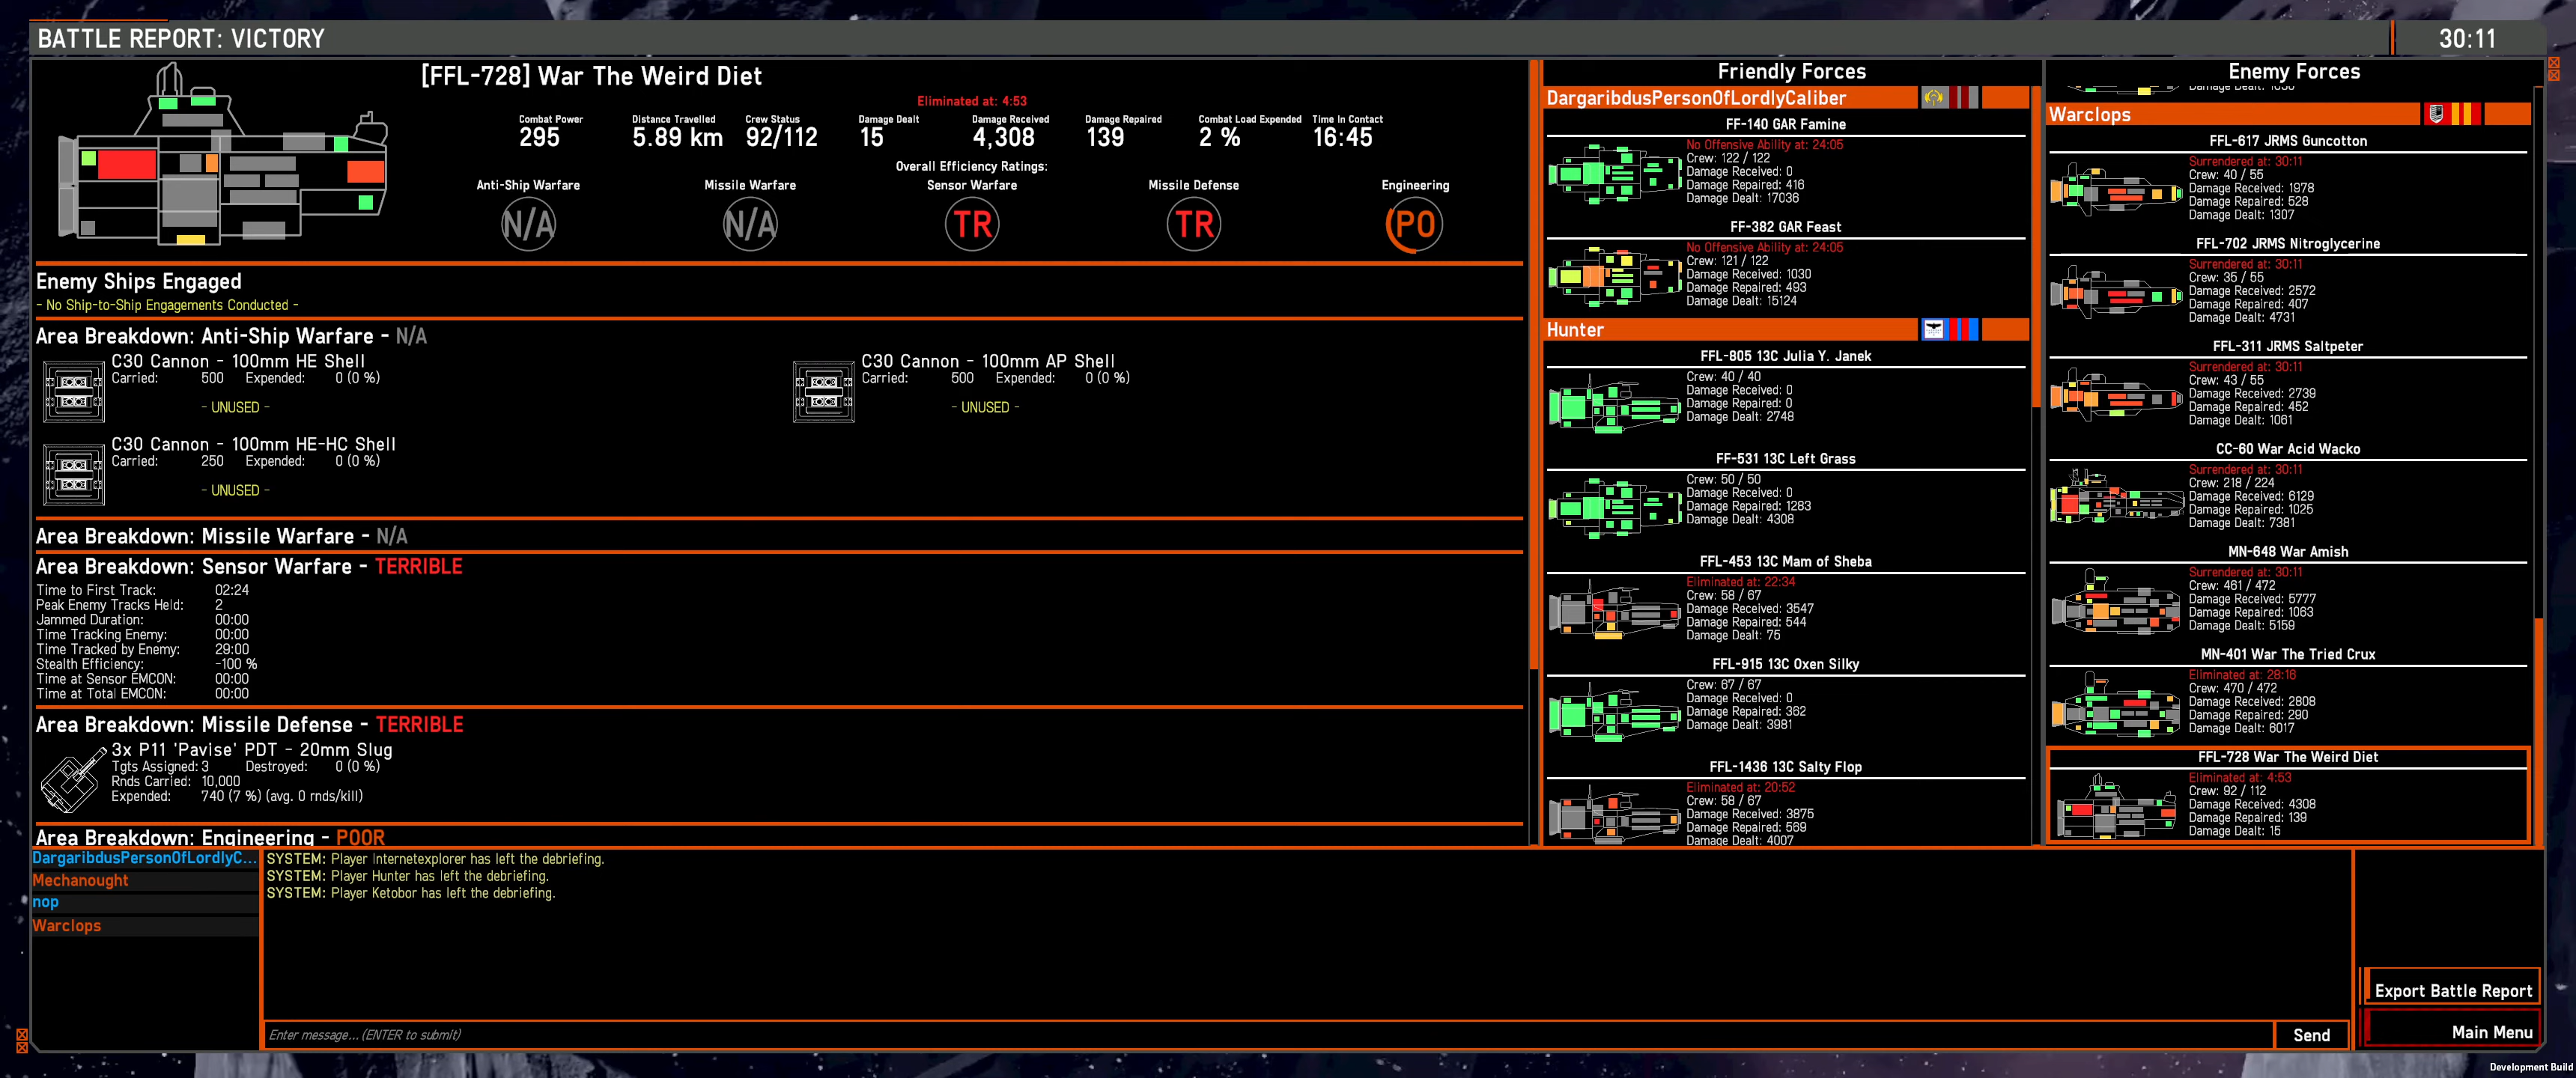 BATTLE REPORT: VICTORY
30:11
[FFL-728] War The Weird Diet
Eliminated at: 4:53
Combat Power
295
Distance Travelled
5.89 km
Crew Status
92/112
Damage Dealt
15
Damage Received
4,308
Damage Repaired
139
Combat Load Expended
2 %
Time In Contact
16:45
Overall Efficiency Ratings:
Anti-Ship Warfare
N/A
Missile Warfare
N/A
Sensor Warfare
TR
Missile Defense
TR
Engineering
PO
Enemy Ships Engaged
- No Ship-to-Ship Engagements Conducted -
Area Breakdown: Anti-Ship Warfare - N/A
C30 Cannon - 100mm HE Shell
Carried: 500 Expended: 0 (0 %)
- UNUSED -
C30 Cannon - 100mm AP Shell
Carried: 500 Expended: 0 (0 %)
- UNUSED -
C30 Cannon - 100mm HE-HC Shell
Carried: 250 Expended: 0 (0 %)
- UNUSED -
Area Breakdown: Missile Warfare - N/A
Area Breakdown: Sensor Warfare - TERRIBLE
Time to First Track: 02:24
Peak Enemy Tracks Held: 2
Jammed Duration: 00:00
Time Tracking Enemy: 00:00
Time Tracked by Enemy: 29:00
Stealth Efficiency: -100 %
Time at Sensor EMCON: 00:00
Time at Total EMCON: 00:00
Area Breakdown: Missile Defense - TERRIBLE
3x P11 'Pavise' PDT - 20mm Slug
Tgts Assigned: 3 Destroyed: 0 (0 %)
Rnds Carried: 10,000
Expended: 740 (7 %) (avg. 0 rnds/kill)
Area Breakdown: Engineering - POOR
Friendly Forces
DargaribdusPersonOfLordlyCaliber
FF-140 GAR Famine
No Offensive Ability at: 24:05
Crew: 122 / 122
Damage Received: 0
Damage Repaired: 416
Damage Dealt: 17036
FF-382 GAR Feast
No Offensive Ability at: 24:05
Crew: 121 / 122
Damage Received: 1030
Damage Repaired: 493
Damage Dealt: 15124
Hunter
FFL-805 13C Julia Y. Janek
Crew: 40 / 40
Damage Received: 0
Damage Repaired: 0
Damage Dealt: 2748
FF-531 13C Left Grass
Crew: 50 / 50
Damage Received: 0
Damage Repaired: 1283
Damage Dealt: 4308
FFL-453 13C Mam of Sheba
Eliminated at: 22:34
Crew: 58 / 67
Damage Received: 3547
Damage Repaired: 544
Damage Dealt: 75
FFL-915 13C Oxen Silky
Crew: 67 / 67
Damage Received: 0
Damage Repaired: 362
Damage Dealt: 3981
FFL-1436 13C Salty Flop
Eliminated at: 20:52
Crew: 58 / 67
Damage Received: 3875
Damage Repaired: 569
Damage Dealt: 4007
Enemy Forces
Warclops
FFL-617 JRMS Guncotton
Surrendered at: 30:11
Crew: 40 / 55
Damage Received: 1978
Damage Repaired: 528
Damage Dealt: 1307
FFL-702 JRMS Nitroglycerine
Surrendered at: 30:11
Crew: 35 / 55
Damage Received: 2572
Damage Repaired: 407
Damage Dealt: 4731
FFL-311 JRMS Saltpeter
Surrendered at: 30:11
Crew: 43 / 55
Damage Received: 2739
Damage Repaired: 452
Damage Dealt: 1061
CC-60 War Acid Wacko
Surrendered at: 30:11
Crew: 218 / 224
Damage Received: 6129
Damage Repaired: 1025
Damage Dealt: 7381
MN-648 War Amish
Surrendered at: 30:11
Crew: 461 / 472
Damage Received: 5777
Damage Repaired: 1063
Damage Dealt: 5159
MN-401 War The Tried Crux
Eliminated at: 28:16
Crew: 470 / 472
Damage Received: 2808
Damage Repaired: 290
Damage Dealt: 6017
FFL-728 War The Weird Diet
Eliminated at: 4:53
Crew: 92 / 112
Damage Received: 4308
Damage Repaired: 139
Damage Dealt: 15
DargaribdusPersonOfLordlyC...
Mechanought
nop
Warclops
SYSTEM: Player Internetexplorer has left the debriefing.
SYSTEM: Player Hunter has left the debriefing.
SYSTEM: Player Ketobor has left the debriefing.
Enter message... (ENTER to submit)
Send
Export Battle Report
Main Menu
Development Build